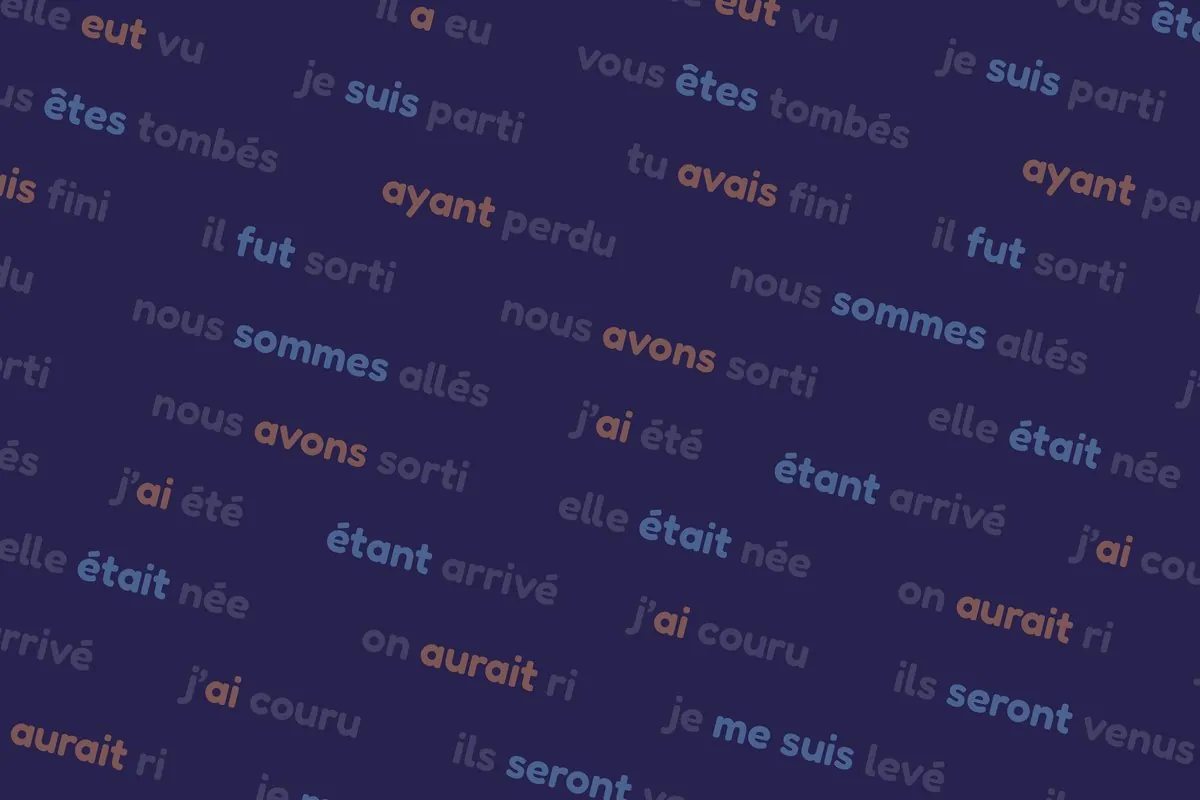 elle eut vu
il a eu
eut vu
vous êtes
je suis parti
vous êtes tombés
je suis parti
êtes tombés
tu avais fini
ayant
fini
ayant perdu
il fut sorti
il fut sorti
nous sommes allés
nous sommes allés
nous avons sorti
nous avons sorti
j'ai été
elle était née
j'ai été
étant arrivé
elle était née
j'ai
étant arrivé
elle était née
on aurait ri
j'ai couru
on aurait ri
ils seront venus
j'ai couru
je me suis levé
aurait ri
ils seront
je